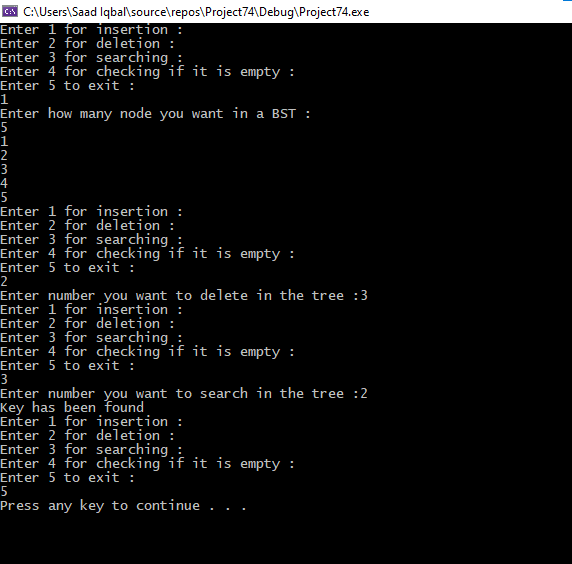 C:\Users\Saad Iqbal\source\repos\Project74\Debug\Project74.exe
Enter 1 for insertion :
Enter 2 for deletion :
Enter 3 for searching :
Enter 4 for checking if it is empty :
Enter 5 to exit :
1
Enter how many node you want in a BST :
5
1
2
3
4
5
Enter 1 for insertion :
Enter 2 for deletion :
Enter 3 for searching :
Enter 4 for checking if it is empty :
Enter 5 to exit :
2
Enter number you want to delete in the tree :3
Enter 1 for insertion :
Enter 2 for deletion :
Enter 3 for searching :
Enter 4 for checking if it is empty :
Enter 5 to exit :
3
Enter number you want to search in the tree :2
Key has been found
Enter 1 for insertion :
Enter 2 for deletion :
Enter 3 for searching :
Enter 4 for checking if it is empty :
Enter 5 to exit :
5
Press any key to continue . . .